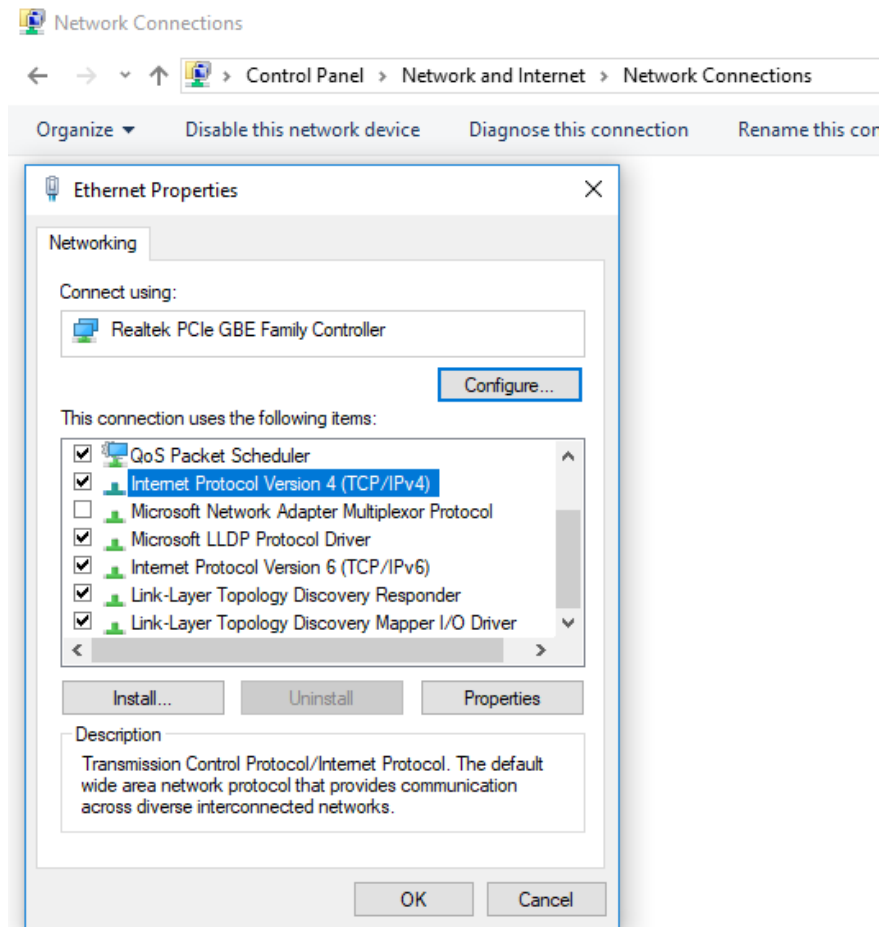 Network Connections
Control Panel > Network and Internet > Network Connections
Organize Disable this network device Diagnose this connection Rename this con
Ethernet Properties
Networking
Connect using:
Realtek PCIe GBE Family Controller
Configure...
This connection uses the following items:
QoS Packet Scheduler
Internet Protocol Version 4 (TCP/IPv4)
Microsoft Network Adapter Multiplexor Protocol
Microsoft LLDP Protocol Driver
Internet Protocol Version 6 (TCP/IPv6)
Link-Layer Topology Discovery Responder
Link-Layer Topology Discovery Mapper I/O Driver
Install... Uninstall Properties
Description
Transmission Control Protocol/Internet Protocol. The default
wide area network protocol that provides communication
across diverse interconnected networks.
OK Cancel